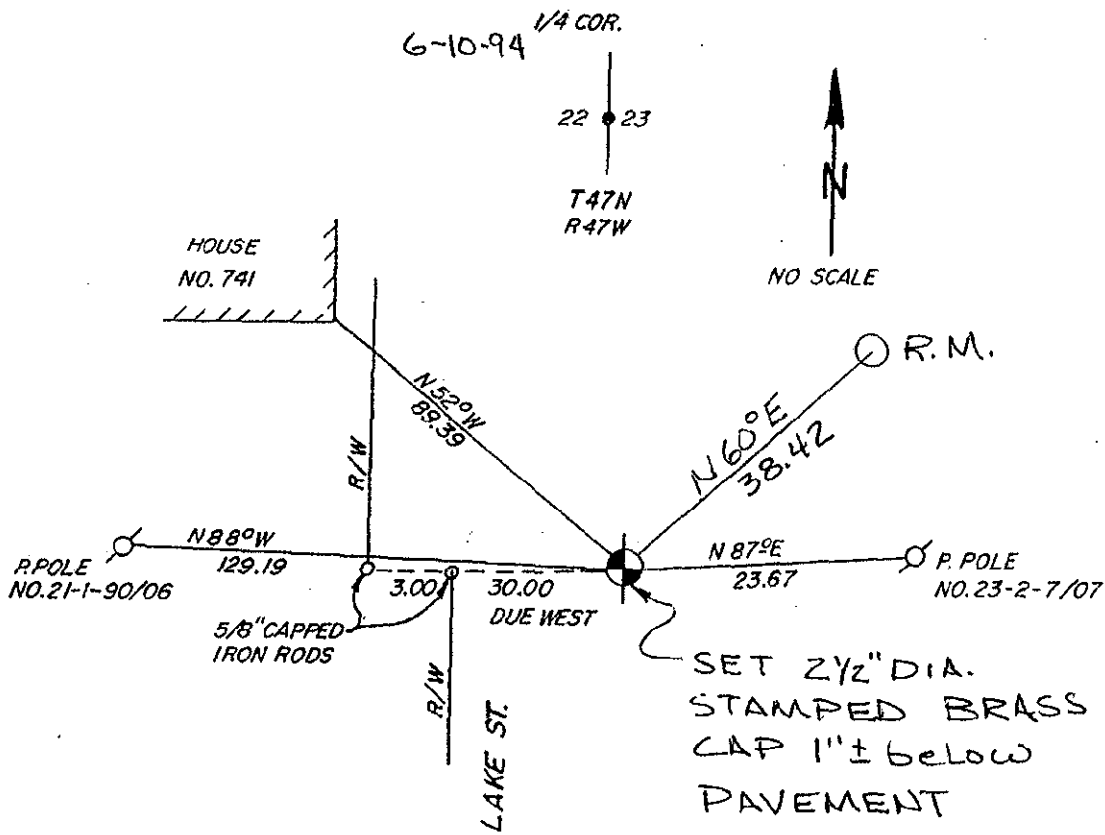 1/4 COR.
6-10-94
22 23
T47N
R47W
N
NO SCALE
HOUSE
NO. 741
R.M.
N52°W
89.39
N60°E
38.42
R/W
N88°W
129.19
N87°E
23.67
P.POLE
NO.21-1-90/06
P. POLE
NO.23-2-7/07
3.00 30.00
DUE WEST
5/8" CAPPED
IRON RODS
R/W
LAKE ST.
SET 2½" DIA.
STAMPED BRASS
CAP 1"± below
PAVEMENT